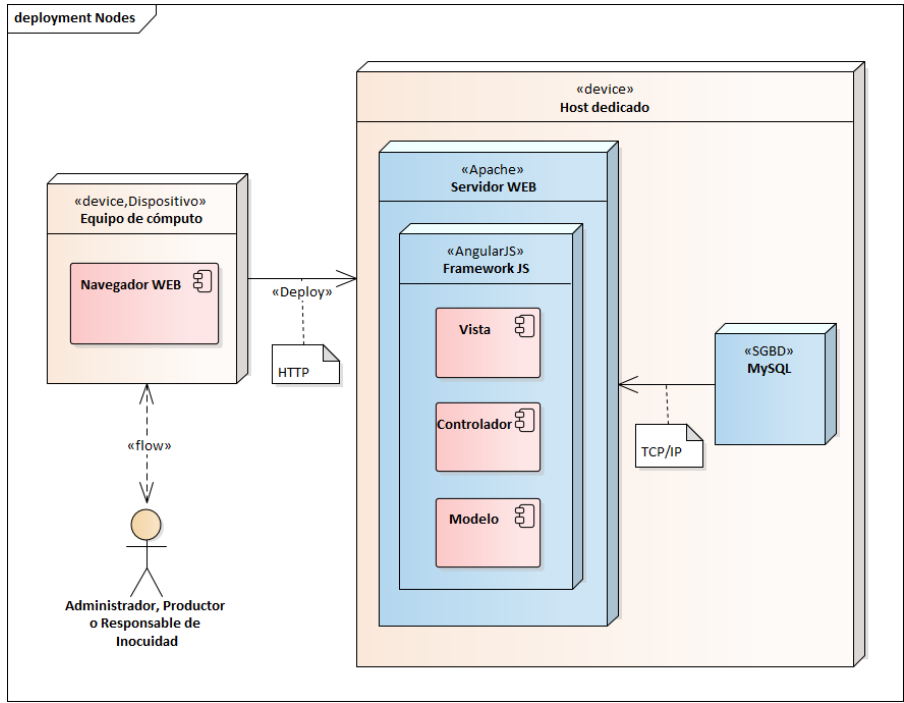 deployment Nodes
«device»
Host dedicado
«Apache»
Servidor WEB
«device,Dispositivo»
Equipo de cómputo
«AngularJS»
Framework JS
Navegador WEB
«Deploy»
HTTP
Vista
«SGBD»
MySQL
Controlador
TCP/IP
«flow»
Modelo
Administrador, Productor
o Responsable de
Inocuidad